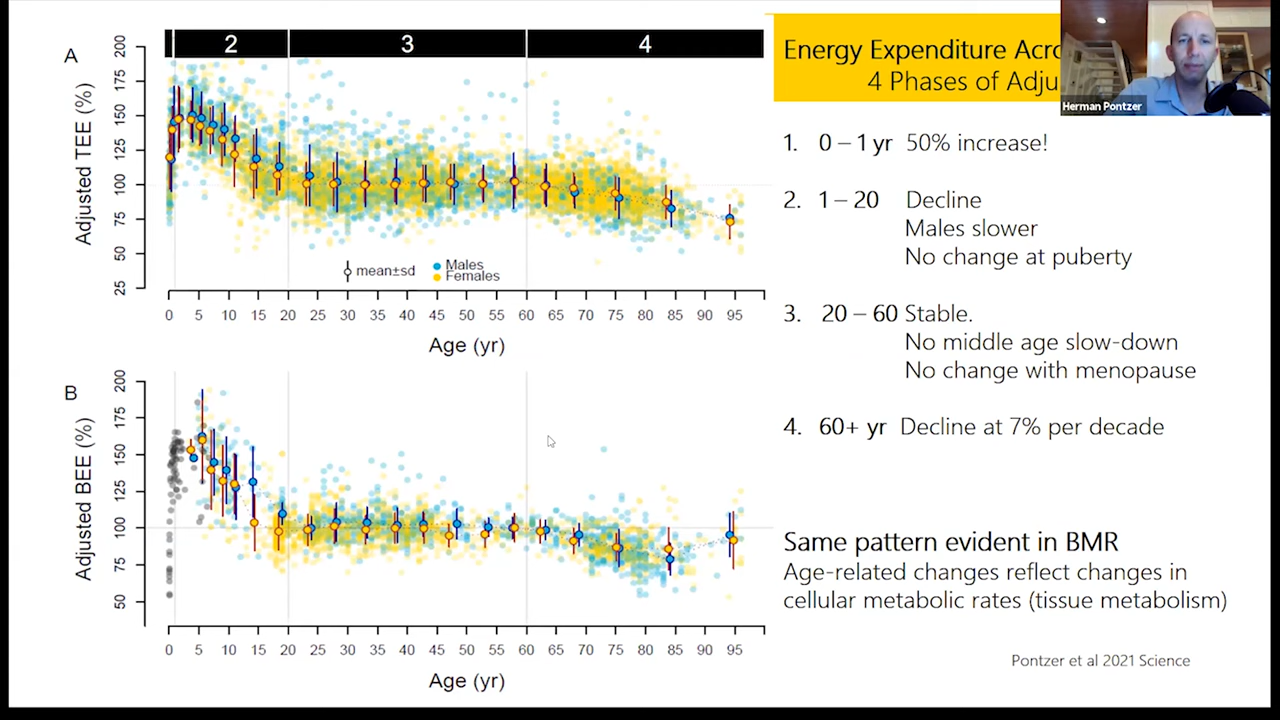 A
2
3
4
Adjusted TEE (%)
200
175
150
125
100
75
50
25
mean±sd
Males
Females
0 5 10 15 20 25 30 35 40 45 50 55 60 65 70 75 80 85 90 95
Age (yr)
B
Adjusted BEE (%)
200
175
150
125
100
75
50
0 5 10 15 20 25 30 35 40 45 50 55 60 65 70 75 80 85 90 95
Age (yr)
Energy Expenditure Acro
4 Phases of Adju
Herman Pontzer
1. 0 – 1 yr 50% increase!
2. 1 – 20 Decline
Males slower
No change at puberty
3. 20 – 60 Stable.
No middle age slow-down
No change with menopause
4. 60+ yr Decline at 7% per decade
Same pattern evident in BMR
Age-related changes reflect changes in
cellular metabolic rates (tissue metabolism)
Pontzer et al 2021 Science